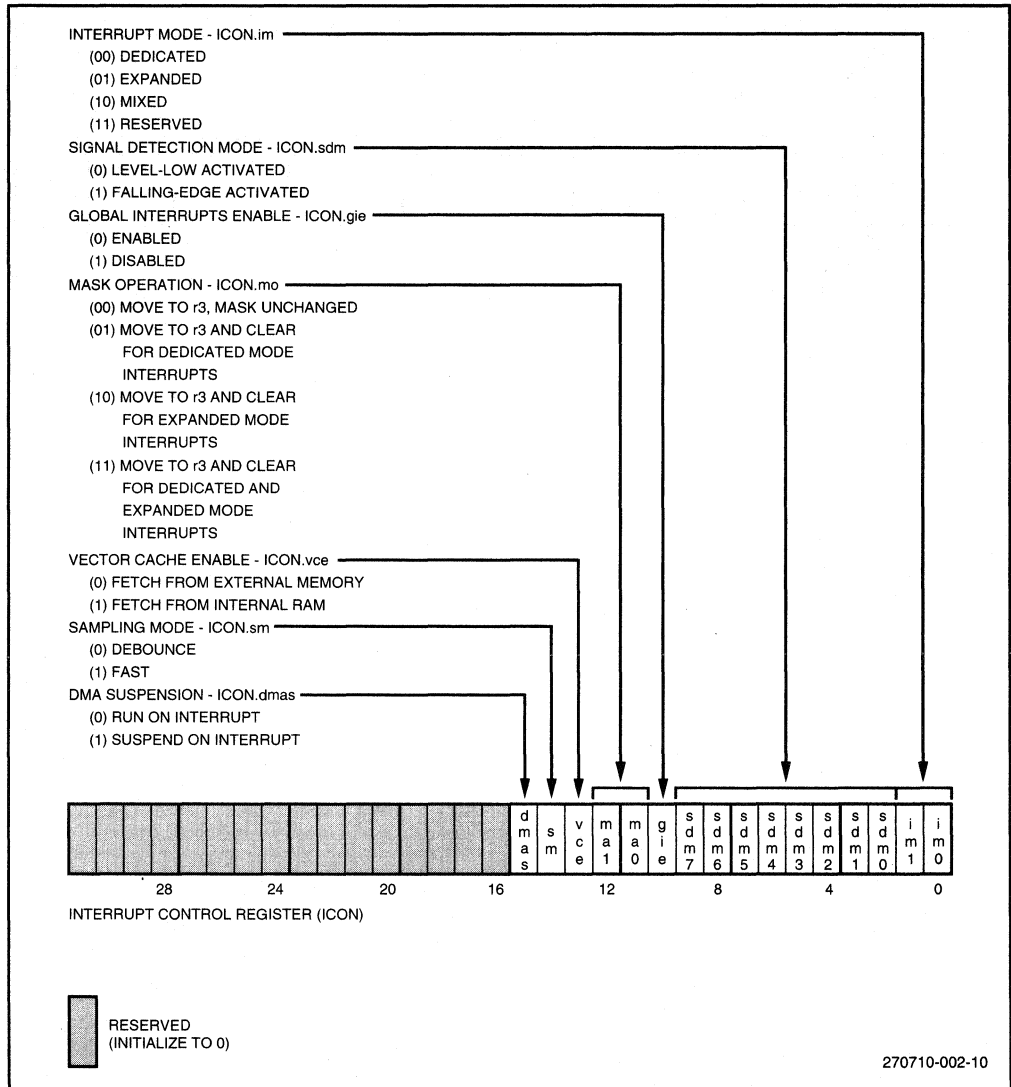 INTERRUPT MODE - ICON.im
(00) DEDICATED
(01) EXPANDED
(10) MIXED
(11) RESERVED
SIGNAL DETECTION MODE - ICON.sdm
(0) LEVEL-LOW ACTIVATED
(1) FALLING-EDGE ACTIVATED
GLOBAL INTERRUPTS ENABLE - ICON.gie
(0) ENABLED
(1) DISABLED
MASK OPERATION - ICON.mo
(00) MOVE TO r3, MASK UNCHANGED
(01) MOVE TO r3 AND CLEAR
FOR DEDICATED MODE
INTERRUPTS
(10) MOVE TO r3 AND CLEAR
FOR EXPANDED MODE
INTERRUPTS
(11) MOVE TO r3 AND CLEAR
FOR DEDICATED AND
EXPANDED MODE
INTERRUPTS
VECTOR CACHE ENABLE - ICON.vce
(0) FETCH FROM EXTERNAL MEMORY
(1) FETCH FROM INTERNAL RAM
SAMPLING MODE - ICON.sm
(0) DEBOUNCE
(1) FAST
DMA SUSPENSION - ICON.dmas
(0) RUN ON INTERRUPT
(1) SUSPEND ON INTERRUPT
dmas sm vce ma1 ma0 gie sdm7 sdm6 sdm5 sdm4 sdm3 sdm2 sdm1 sdm0 im1 im0
28 24 20 16 12 8 4 0
INTERRUPT CONTROL REGISTER (ICON)
RESERVED
(INITIALIZE TO 0)
270710-002-10